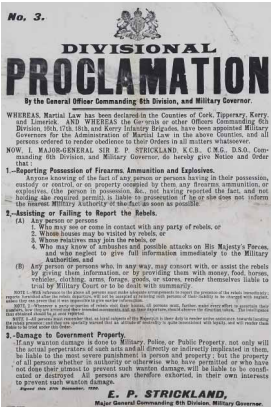 No. 3.
DIVISIONAL
PROCLAMATION
By the General Officer Commanding 6th Division, and Military Governor.
WHEREAS, Martial Law has been declared in the Counties of Cork, Tipperary, Kerry,
and Limerick, AND WHEREAS the Generals or other Officers Commanding 6th
Division, 16th, 17th, 18th, and Kerry Infantry Brigades, have been appointed Military
Governors for the Administration of Martial Law in the above Counties, and all
persons ordered to render obedience to their Orders in all matters whatsoever.
NOW, I, MAJOR-GENERAL SIR E P. STRICKLAND, K.C.B., C.M.G., D.S.O., Com-
manding 6th Division, and Military Governor, do hereby give Notice and Order
that :
1.—Reporting Possession of Firearms, Ammunition and Explosives.
Anyone knowing of the fact of any person or persons having in their possession,
custody or control, or on property occupied by them, any firearms, ammunition, or
explosives, (the person in possession, &c., not having reported the fact, and not
holding the required permit), is liable to prosecution if he or she does not inform
the nearest Military Authority of the fact as soon as possible.
2.—Assisting or Failing to Report the Rebels.
(A) Any person or persons
1. Who may see or come in contact with any party of rebels, or
2. Whose houses may be visited by rebels, or
3. Whose relatives may join the rebels, or
4. Who may know of ambushes and possible attacks on His Majesty's Forces,
and who neglect to give full information immediately to the Military
Authorities, and
(B) Any person or persons who, in any way, may consort with, or assist the rebels
by giving them information, or by providing them with money, food, horses,
vehicles, clothing, arms, forage, goods, or stores, render themselves liable to
trial by Military Court or to be dealt with summarily.
3.—Damage to Government Property.
If any wanton damage is done to Military, Police, or Public Property, not only will
the actual perpetrators of such acts and all directly or indirectly implicated in them,
be liable to the most severe punishment in person and property; but the property
of all persons whether in authority or otherwise who have permitted or who have
not done their utmost to prevent wanton damage, will be liable to be confis-
cated or destroyed. All persons are therefore exhorted, in their own interests
to prevent such wanton damage.
E. P. STRICKLAND,
Major General Commanding 6th Division, Military Governor.